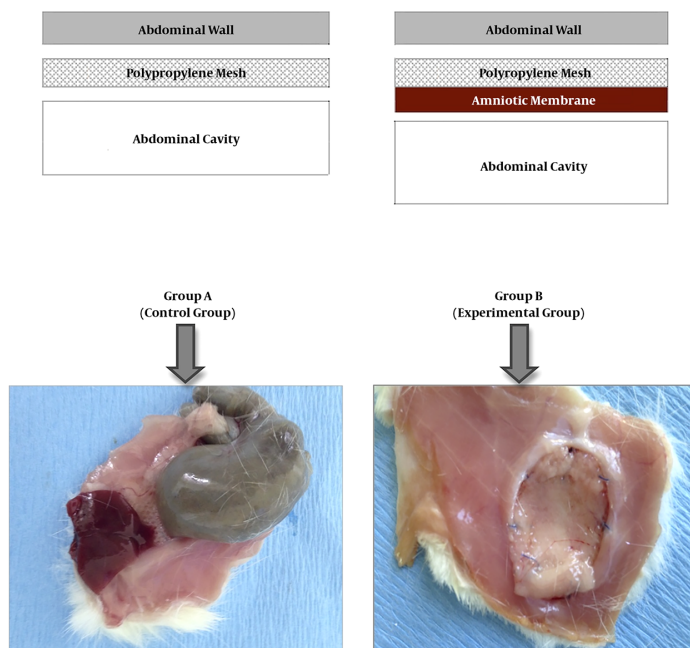 Abdominal Wall
Polypropylene Mesh
Abdominal Cavity
Abdominal Wall
Polyropylene Mesh
Amniotic Membrane
Abdominal Cavity
Group A
(Control Group)
Group B
(Experimental Group)